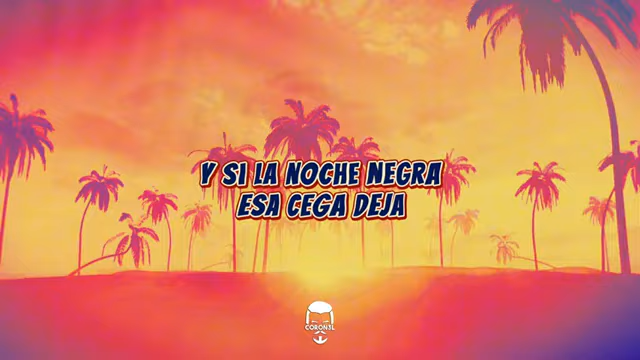 Y SI LA NOCHE NEGRA
ESA CEGA DEJA
CORON3L